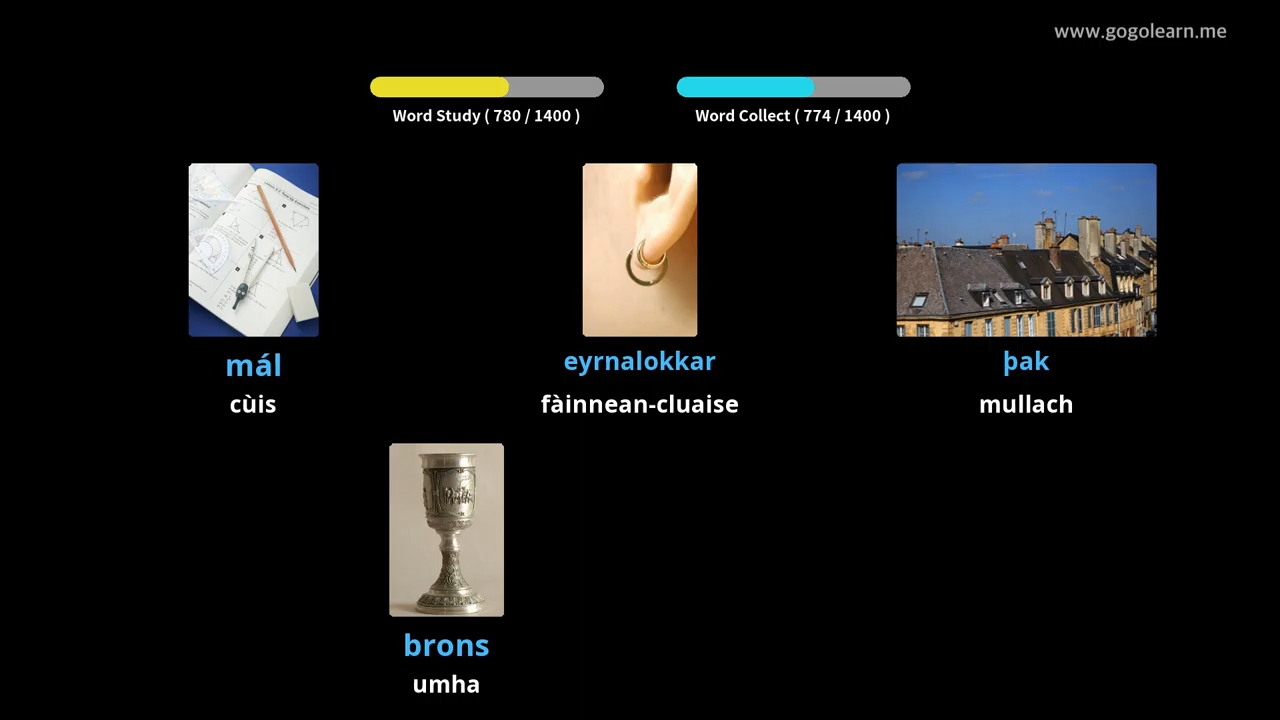 www.gogolearn.me
Word Study ( 780 / 1400 )
Word Collect ( 774 / 1400 )
mál
cùis
eyrnalokkar
fàinnean-cluaise
þak
mullach
brons
umha